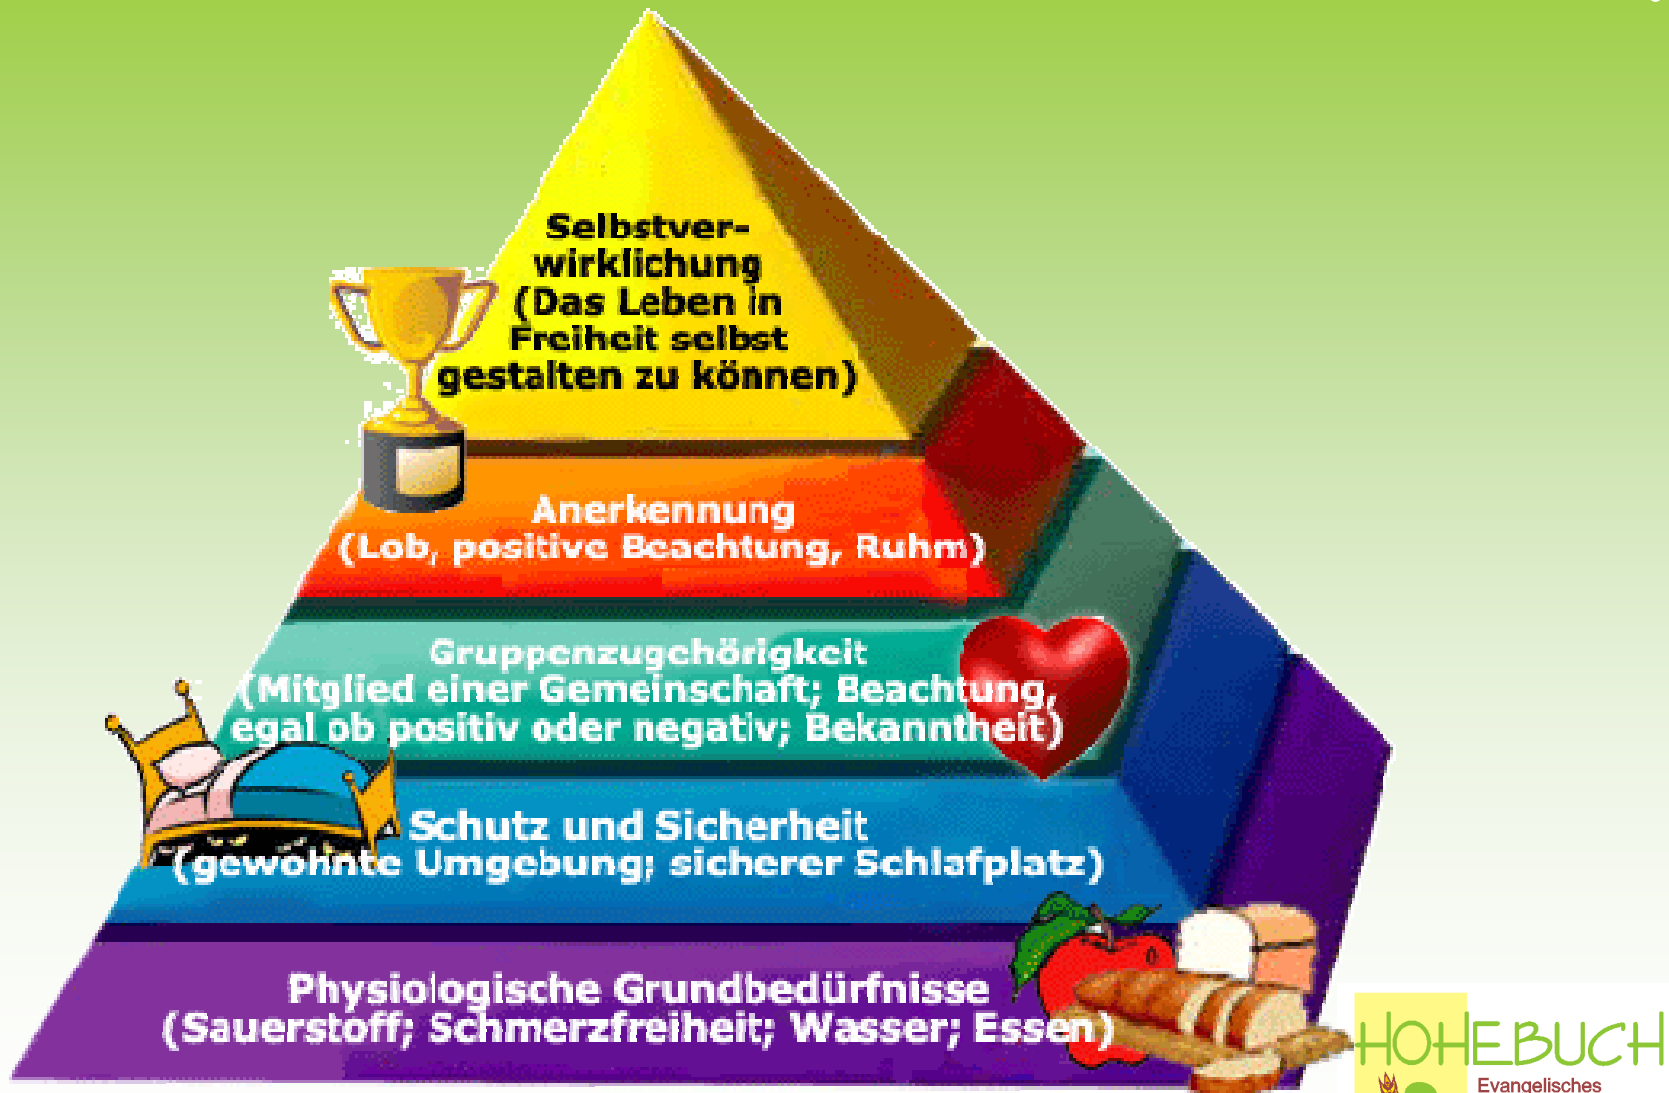 Selbstver-
wirklichung
(Das Leben in
Freiheit selbst
gestalten zu können)
Anerkennung
(Lob, positive Beachtung, Ruhm)
Gruppenzugehörigkeit
(Mitglied einer Gemeinschaft; Beachtung,
egal ob positiv oder negativ; Bekanntheit)
Schutz und Sicherheit
(gewohnte Umgebung; sicherer Schlafplatz)
Physiologische Grundbedürfnisse
(Sauerstoff; Schmerzfreiheit; Wasser; Essen)
HOHEBUCH
Evangelisches